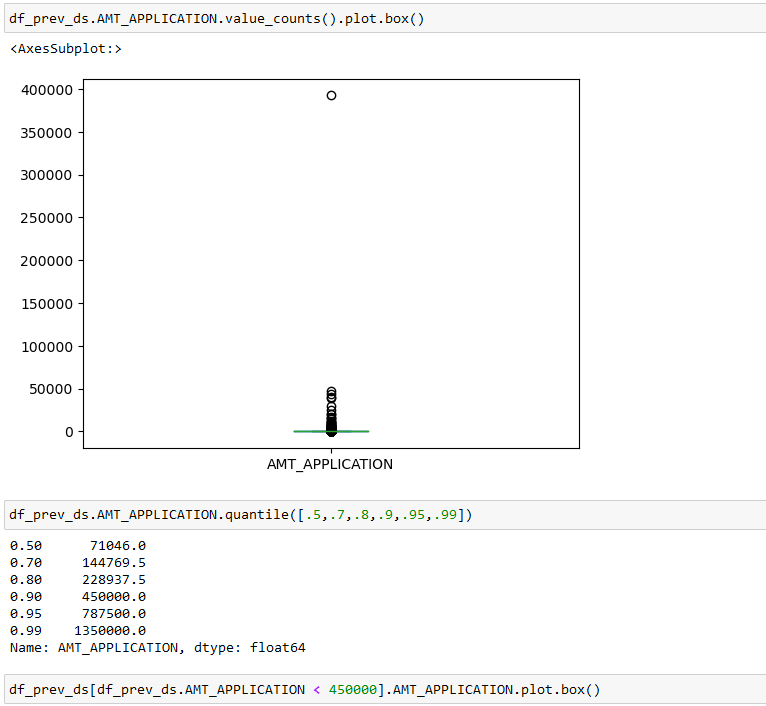 df_prev_ds.AMT_APPLICATION.value_counts().plot.box()
<AxesSubplot:>
400000
350000
300000
250000
200000
150000
100000
50000
0
AMT_APPLICATION
df_prev_ds.AMT_APPLICATION.quantile([.5,.7,.8,.9,.95,.99])
0.50 71046.0
0.70 144769.5
0.80 228937.5
0.90 450000.0
0.95 787500.0
0.99 1350000.0
Name: AMT_APPLICATION, dtype: float64
df_prev_ds[df_prev_ds.AMT_APPLICATION < 450000].AMT_APPLICATION.plot.box()